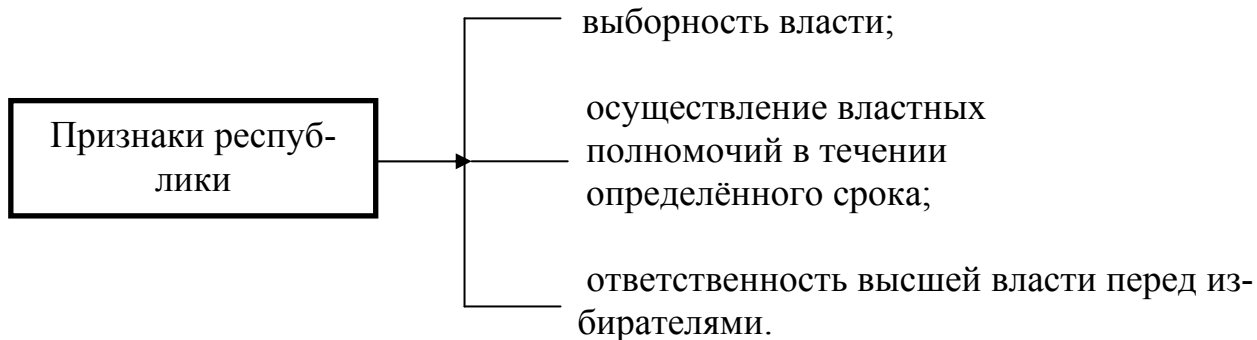 Признаки респуб-
лики
выборность власти;
осуществление властных
полномочий в течении
определённого срока;
ответственность высшей власти перед из-
бирателями.